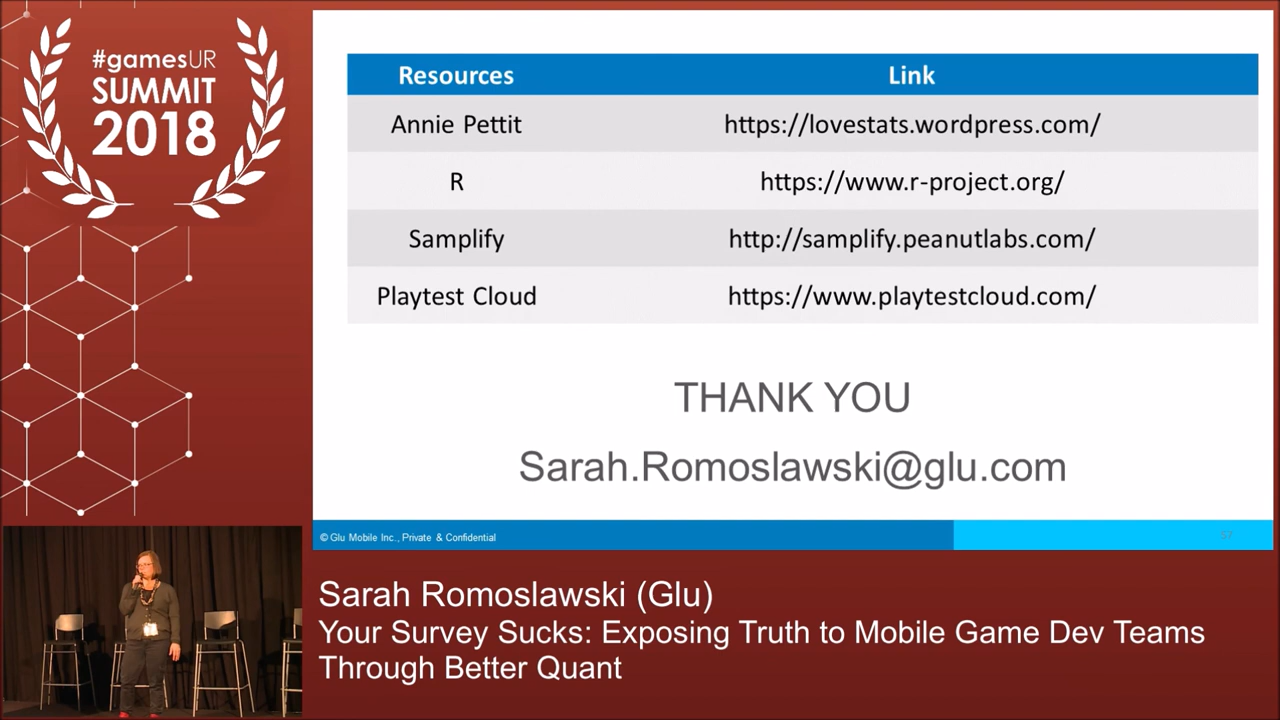 #gamesUR
SUMMIT
2018
Resources Link
Annie Pettit https://lovestats.wordpress.com/
R https://www.r-project.org/
Samplify http://samplify.peanutlabs.com/
Playtest Cloud https://www.playtestcloud.com/
THANK YOU
Sarah.Romoslawski@glu.com
© Glu Mobile Inc., Private & Confidential
57
Sarah Romoslawski (Glu)
Your Survey Sucks: Exposing Truth to Mobile Game Dev Teams
Through Better Quant